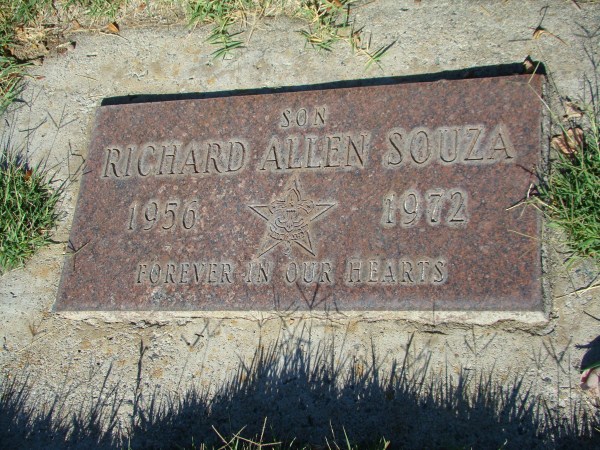 SON
RICHARD ALLEN SOUZA
1956 1972
FOREVER IN OUR HEARTS